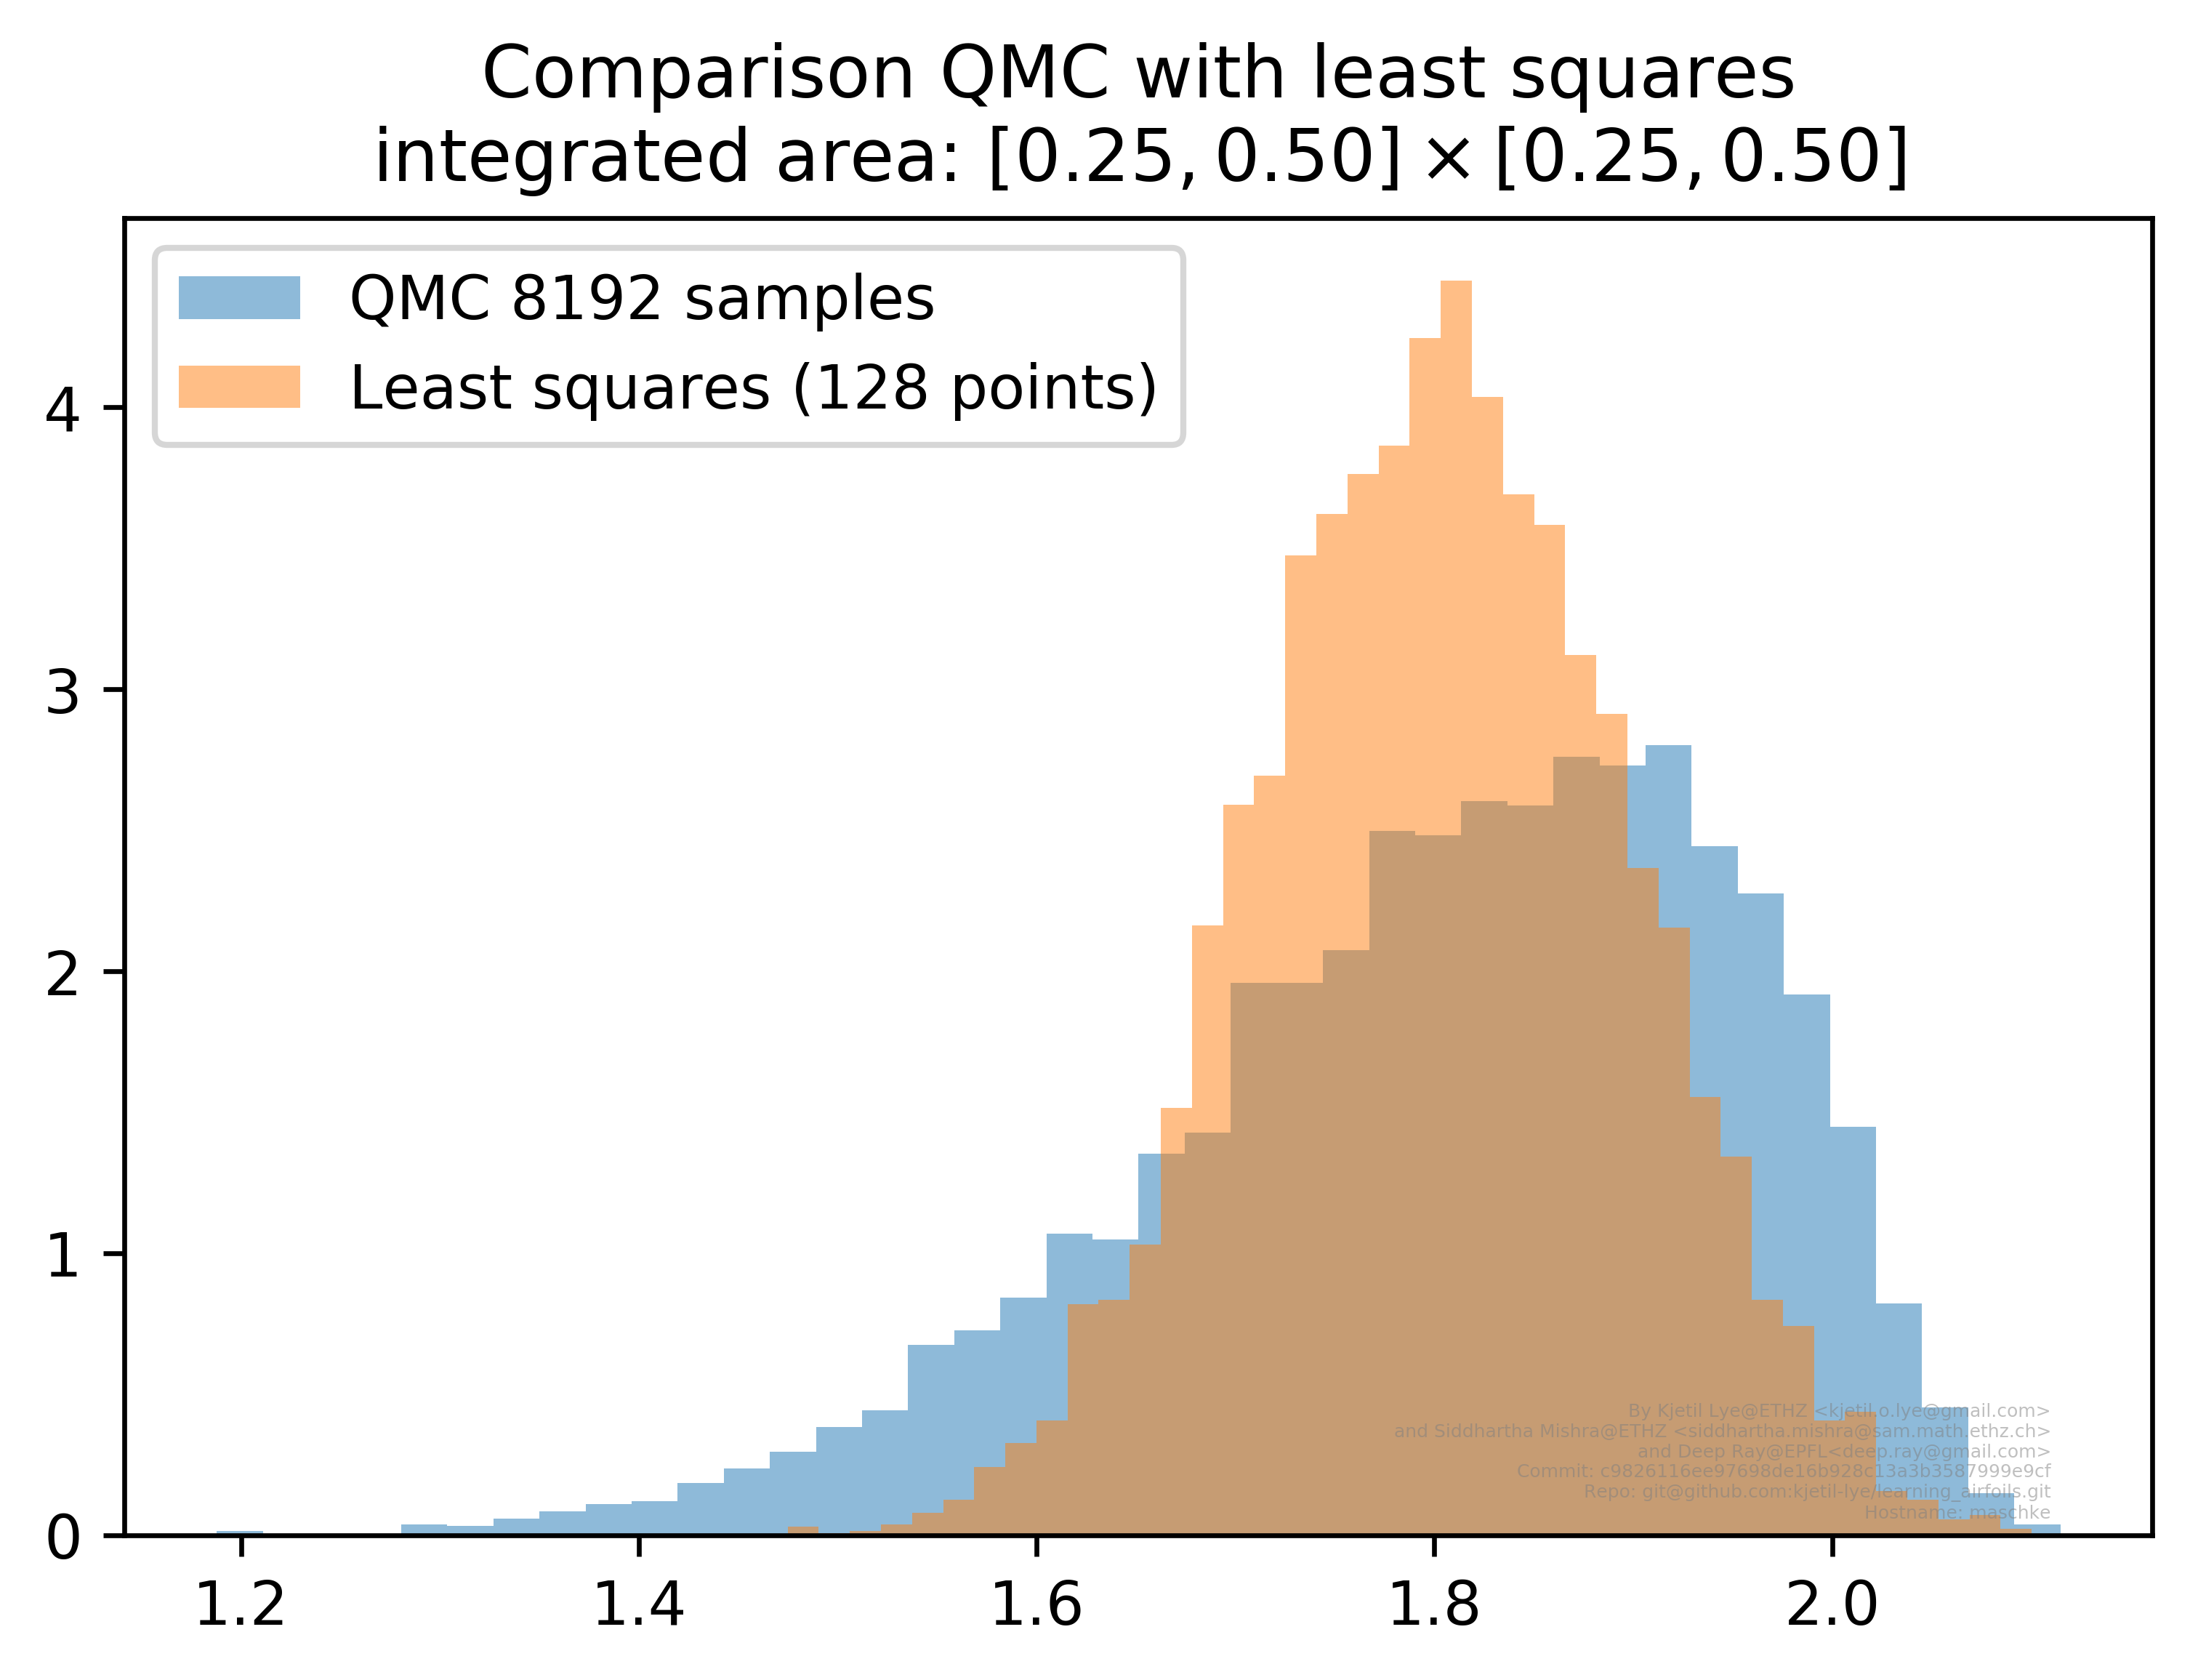 Comparison QMC with least squares
integrated area: [0.25, 0.50] × [0.25, 0.50]
QMC 8192 samples
Least squares (128 points)
4
3
2
1
0
1.2 1.4 1.6 1.8 2.0
By Kjetil Lye@ETHZ <kjetil.o.lye@gmail.com>
and Siddhartha Mishra@ETHZ <siddhartha.mishra@sam.math.ethz.ch>
and Deep Ray@EPFL<deep.ray@gmail.com>
Commit: c9826116ee97698de16b928c13a3b3587999e9cf
Repo: git@github.com:kjetil-lye/learning_airfoils.git
Hostname: maschke